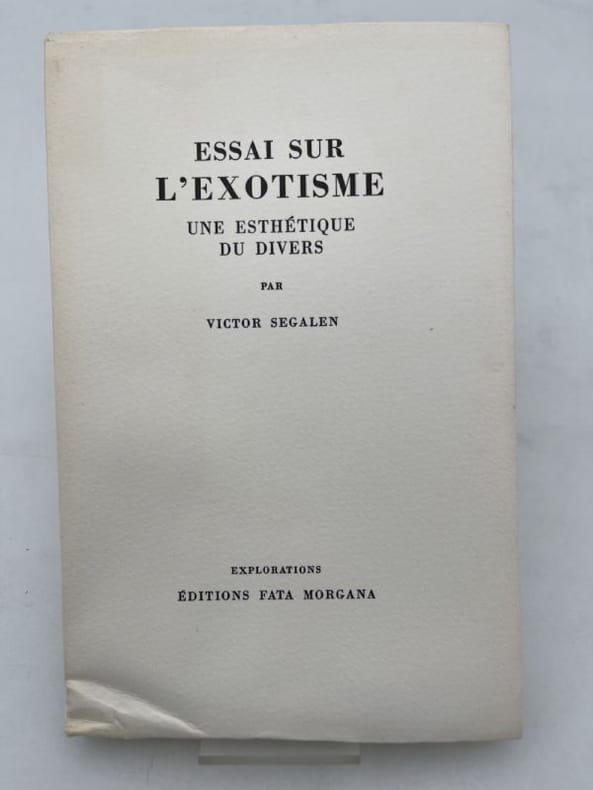 ESSAI SUR
L'EXOTISME
UNE ESTHÉTIQUE
DU DIVERS
PAR
VICTOR SEGALEN
EXPLORATIONS
ÉDITIONS FATA MORGANA